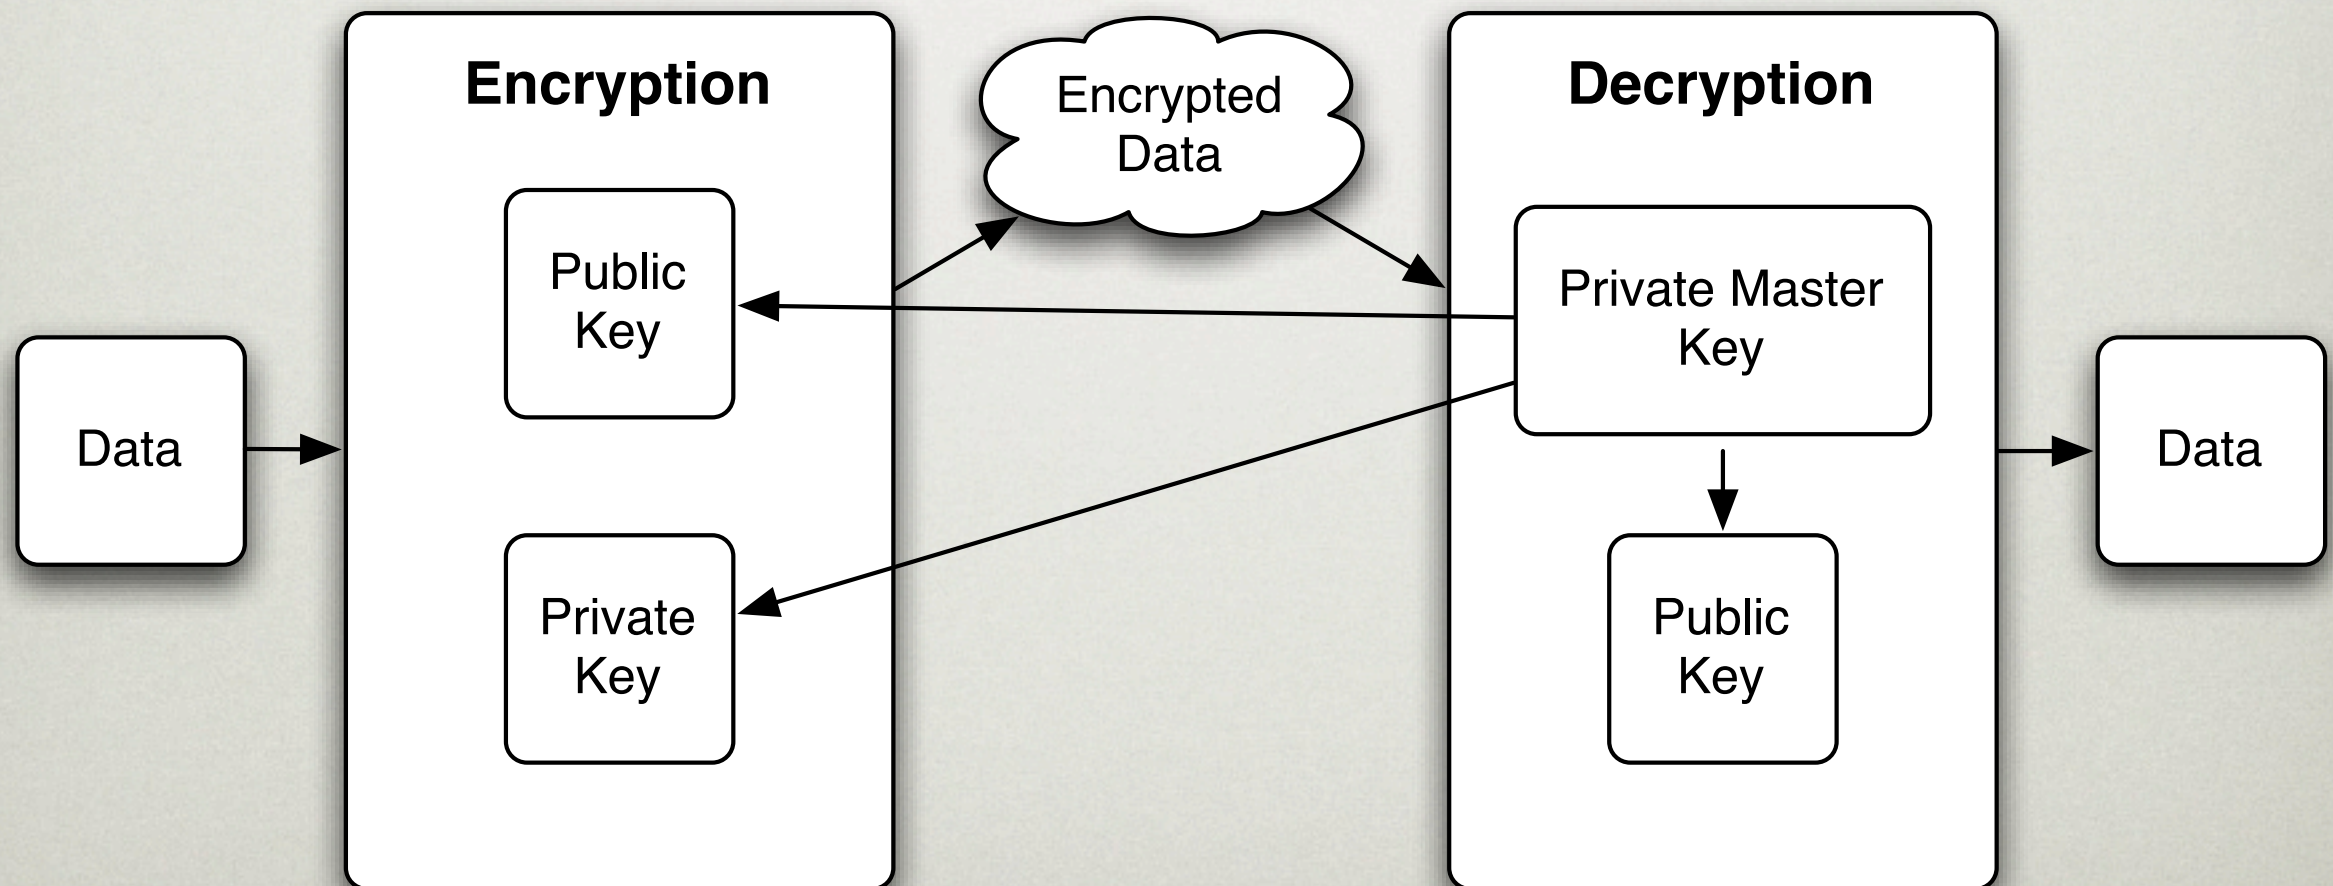 Encryption
Encrypted
Data
Decryption
Public
Key
Private Master
Key
Data
Data
Private
Key
Public
Key